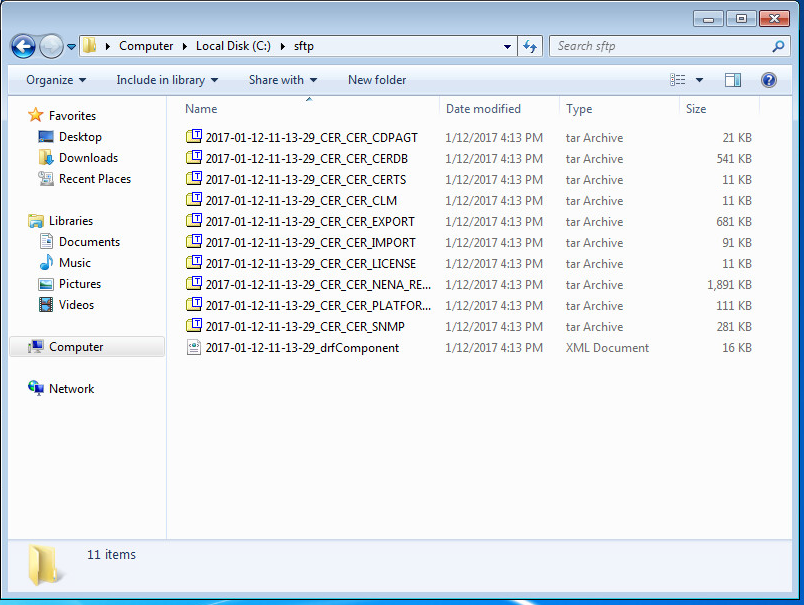 Computer Local Disk (C:) sftp Search sftp
Organize Include in library Share with New folder
Name Date modified Type Size
Favorites
Desktop
Downloads
Recent Places
Libraries
Documents
Music
Pictures
Videos
Computer
Network
2017-01-12-11-13-29_CER_CER_CDPAGT 1/12/2017 4:13 PM tar Archive 21 KB
2017-01-12-11-13-29_CER_CER_CERDB 1/12/2017 4:13 PM tar Archive 541 KB
2017-01-12-11-13-29_CER_CER_CERTS 1/12/2017 4:13 PM tar Archive 11 KB
2017-01-12-11-13-29_CER_CER_CLM 1/12/2017 4:13 PM tar Archive 11 KB
2017-01-12-11-13-29_CER_CER_EXPORT 1/12/2017 4:13 PM tar Archive 681 KB
2017-01-12-11-13-29_CER_CER_IMPORT 1/12/2017 4:13 PM tar Archive 91 KB
2017-01-12-11-13-29_CER_CER_LICENSE 1/12/2017 4:13 PM tar Archive 11 KB
2017-01-12-11-13-29_CER_CER_NENA_RE... 1/12/2017 4:13 PM tar Archive 1,891 KB
2017-01-12-11-13-29_CER_CER_PLATFOR... 1/12/2017 4:13 PM tar Archive 111 KB
2017-01-12-11-13-29_CER_CER_SNMP 1/12/2017 4:13 PM tar Archive 281 KB
2017-01-12-11-13-29_drfComponent 1/12/2017 4:13 PM XML Document 16 KB
11 items